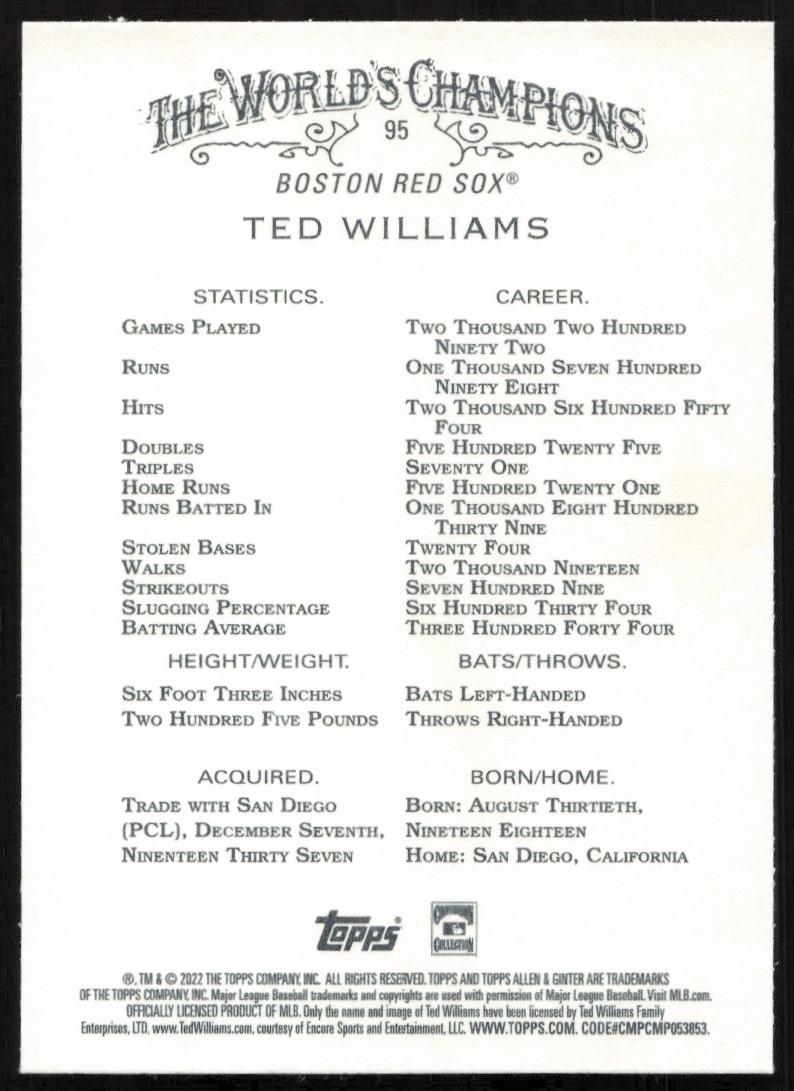 THE WORLD'S CHAMPIONS
95
BOSTON RED SOX®
TED WILLIAMS
STATISTICS. CAREER.
GAMES PLAYED TWO THOUSAND TWO HUNDRED
NINETY TWO
RUNS ONE THOUSAND SEVEN HUNDRED
NINETY EIGHT
HITS TWO THOUSAND SIX HUNDRED FIFTY
FOUR
DOUBLES FIVE HUNDRED TWENTY FIVE
TRIPLES SEVENTY ONE
HOME RUNS FIVE HUNDRED TWENTY ONE
RUNS BATTED IN ONE THOUSAND EIGHT HUNDRED
THIRTY NINE
STOLEN BASES TWENTY FOUR
WALKS TWO THOUSAND NINETEEN
STRIKEOUTS SEVEN HUNDRED NINE
SLUGGING PERCENTAGE SIX HUNDRED THIRTY FOUR
BATTING AVERAGE THREE HUNDRED FORTY FOUR
HEIGHT/WEIGHT. BATS/THROWS.
SIX FOOT THREE INCHES BATS LEFT-HANDED
TWO HUNDRED FIVE POUNDS THROWS RIGHT-HANDED
ACQUIRED. BORN/HOME.
TRADE WITH SAN DIEGO BORN: AUGUST THIRTIETH,
(PCL), DECEMBER SEVENTH, NINETEEN EIGHTEEN
NINENTEEN THIRTY SEVEN HOME: SAN DIEGO, CALIFORNIA
topps® COOPERSTOWN
COLLECTION
®, TM & © 2022 THE TOPPS COMPANY, INC. ALL RIGHTS RESERVED. TOPPS AND TOPPS ALLEN & GINTER ARE TRADEMARKS
OF THE TOPPS COMPANY, INC. Major League Baseball trademarks and copyrights are used with permission of Major League Baseball. Visit MLB.com.
OFFICIALLY LICENSED PRODUCT OF MLB. Only the name and image of Ted Williams have been licensed by Ted Williams Family
Enterprises, LTD, www.TedWilliams.com, courtesy of Encore Sports and Entertainment, LLC. WWW.TOPPS.COM. CODE#CMPCMP053853.